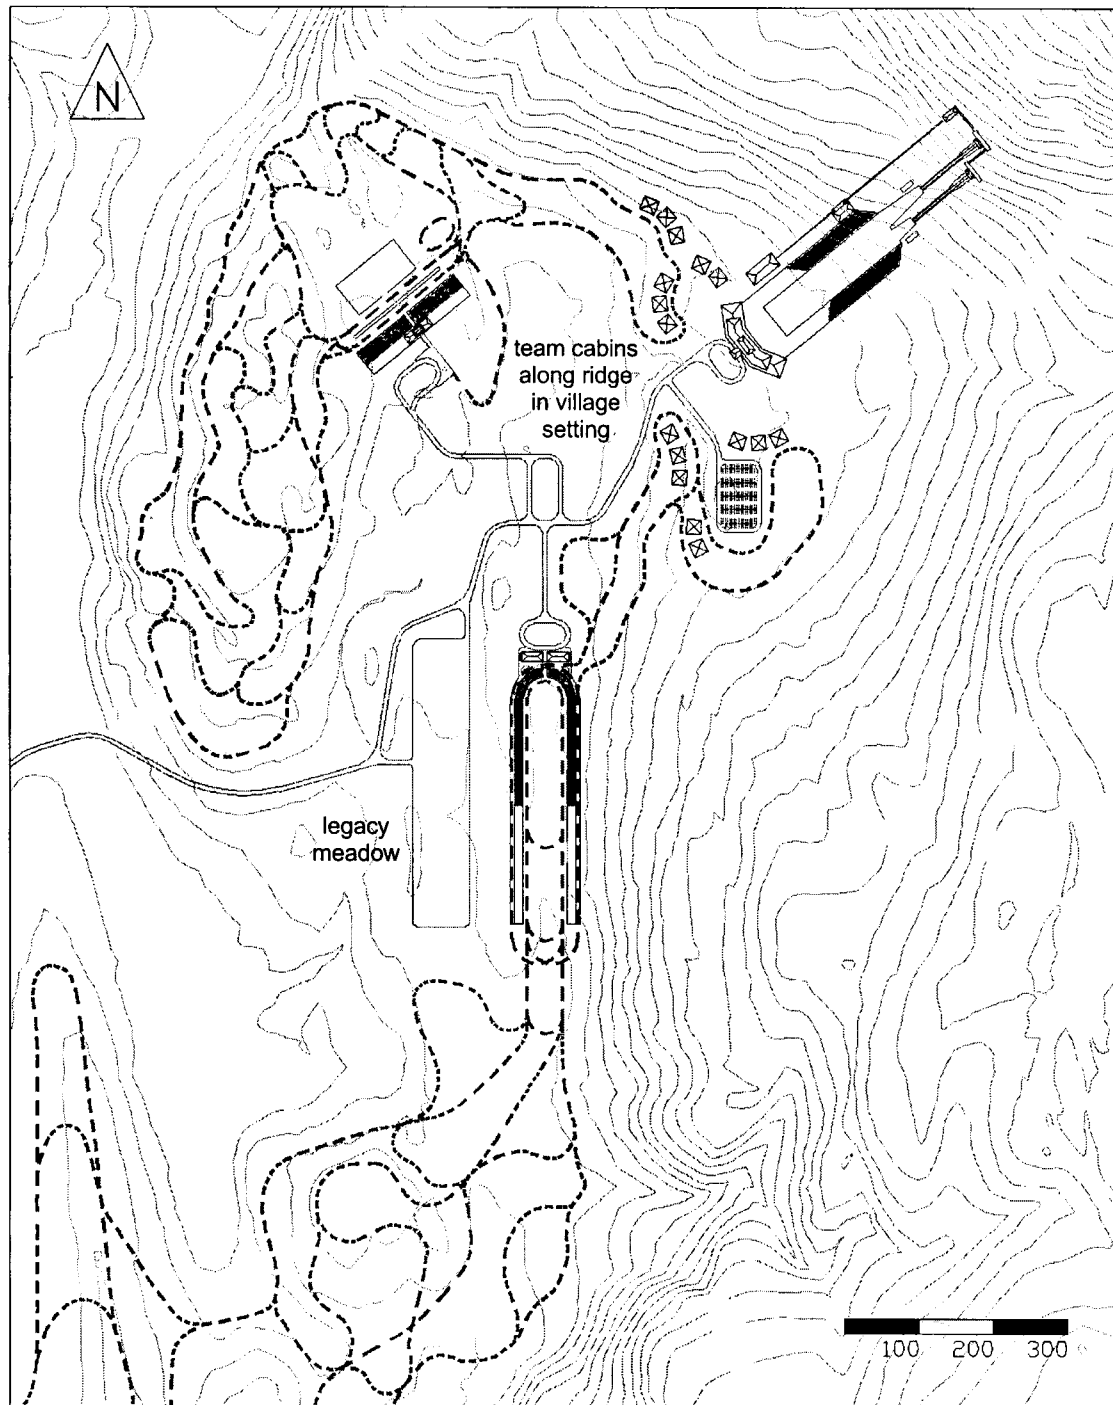 N
team cabins
along ridge
in village
setting
legacy
meadow
100 200 300